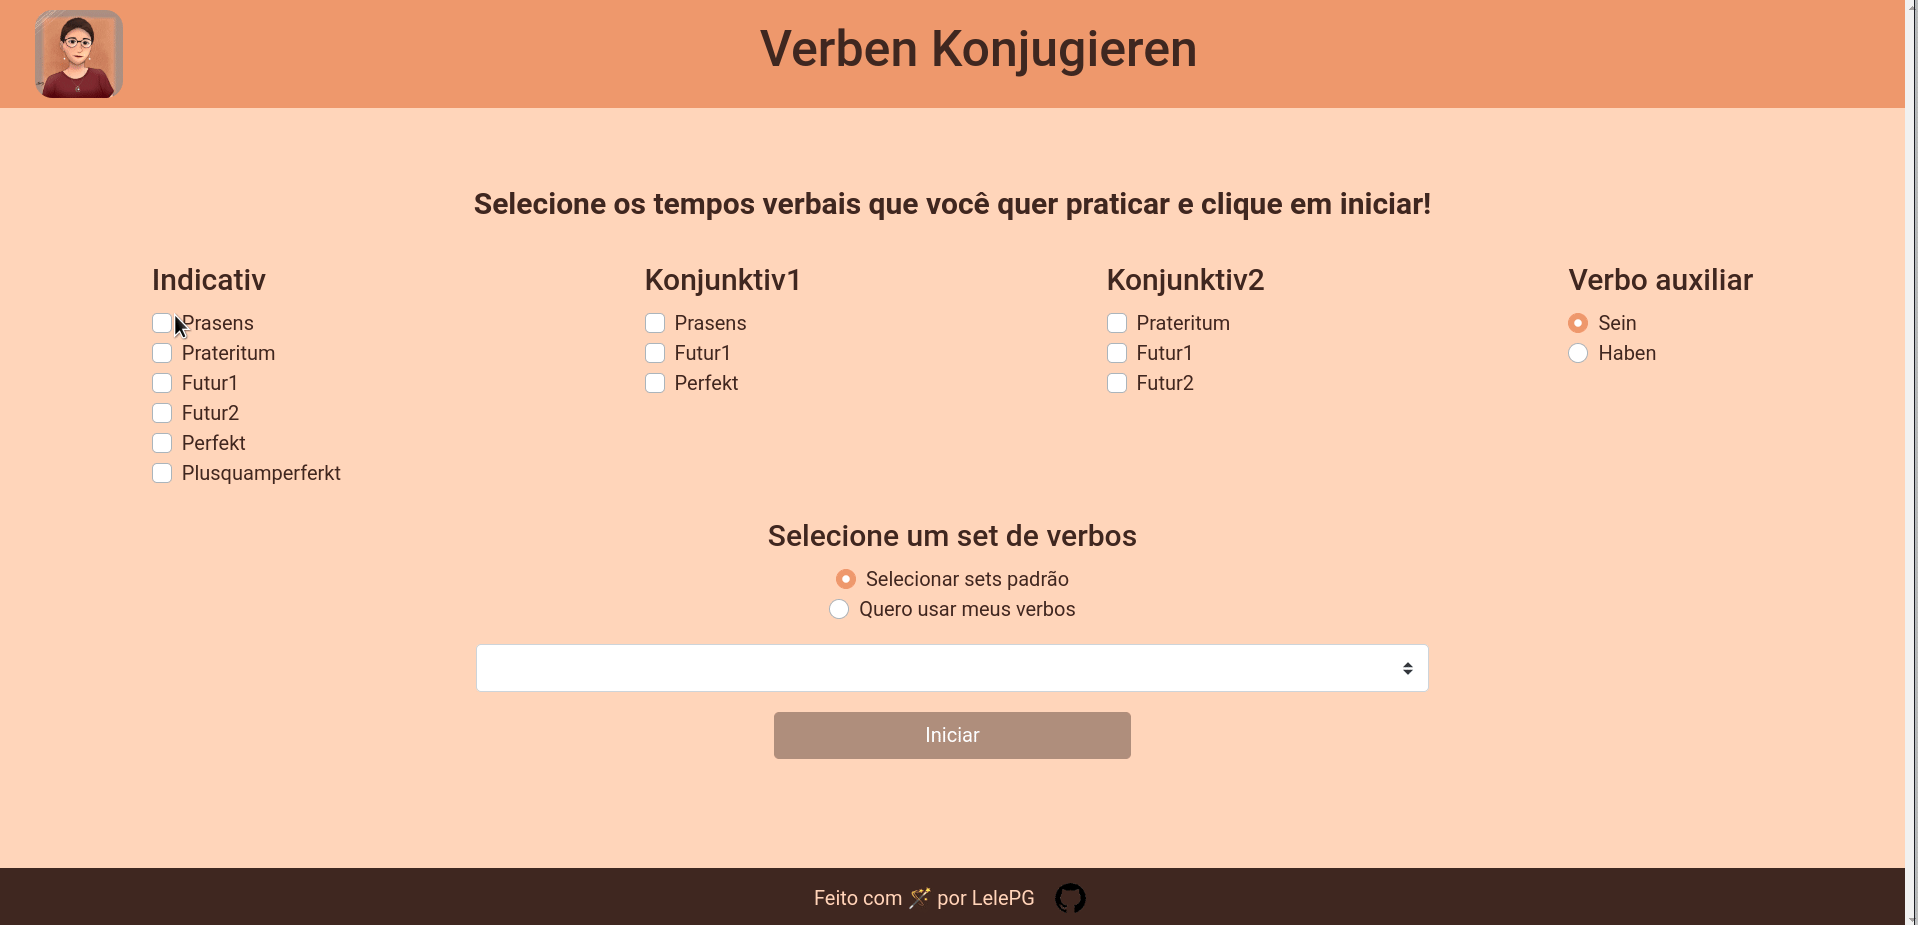 Verben Konjugieren
Selecione os tempos verbais que você quer praticar e clique em iniciar!
Indicativ
Prasens
Prateritum
Futur1
Futur2
Perfekt
Plusquamperferkt
Konjunktiv1
Prasens
Futur1
Perfekt
Konjunktiv2
Prateritum
Futur1
Futur2
Verbo auxiliar
Sein
Haben
Selecione um set de verbos
Selecionar sets padrão
Quero usar meus verbos
Iniciar
Feito com 🪄 por LelePG